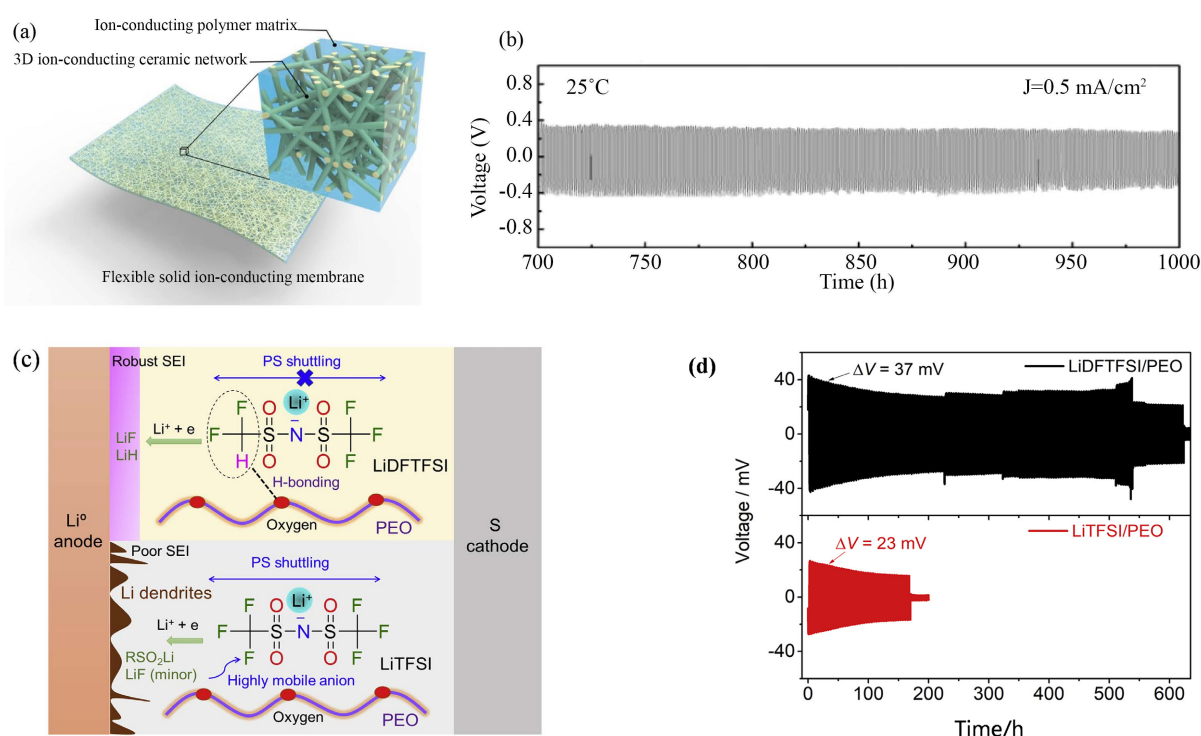 (a)
Ion-conducting polymer matrix
3D ion-conducting ceramic network
Flexible solid ion-conducting membrane
(b)
25°C
J=0.5 mA/cm²
Voltage (V)
0.8
0.4
0.0
-0.4
-0.8
700 750 800 850 900 950 1000
Time (h)
(c)
Li⁰
anode
Robust SEI
PS shuttling
Li⁺
F O O F
Li⁺ + e
F S N S F
−
LiF
LiH
H O O F
LiDFTFSI
H-bonding
Oxygen
PEO
S
cathode
Poor SEI
PS shuttling
Li dendrites
Li⁺
F O O F
Li⁺ + e
F S N S F
−
RSO₂Li
LiF (minor)
F O O F
LiTFSI
Highly mobile anion
Oxygen
PEO
(d)
Voltage / mV
40
0
-40
ΔV = 37 mV
LiDFTFSI/PEO
40
0
-40
ΔV = 23 mV
LiTFSI/PEO
0 100 200 300 400 500 600
Time/h